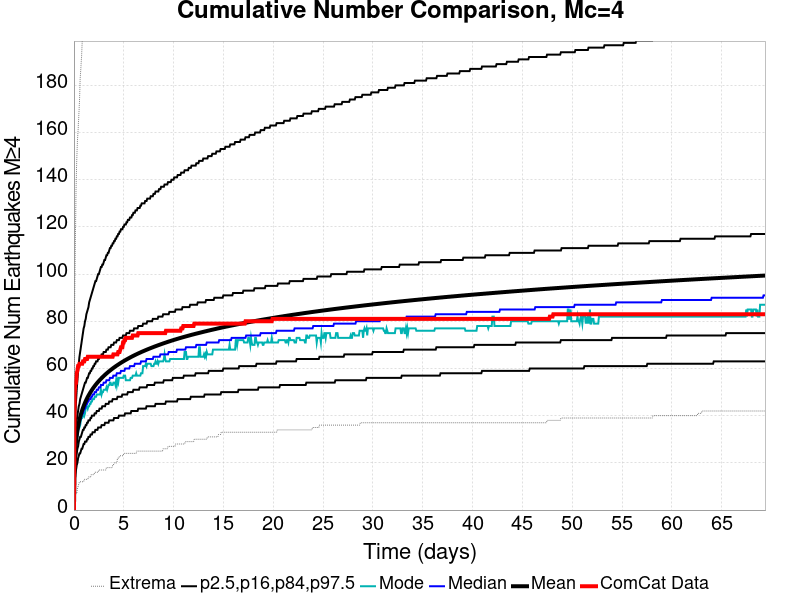 Cumulative Number Comparison, Mc=4
Cumulative Num Earthquakes M≥4
180
160
140
120
100
80
60
40
20
0
0 5 10 15 20 25 30 35 40 45 50 55 60 65
Time (days)
Extrema p2.5,p16,p84,p97.5 Mode Median Mean ComCat Data